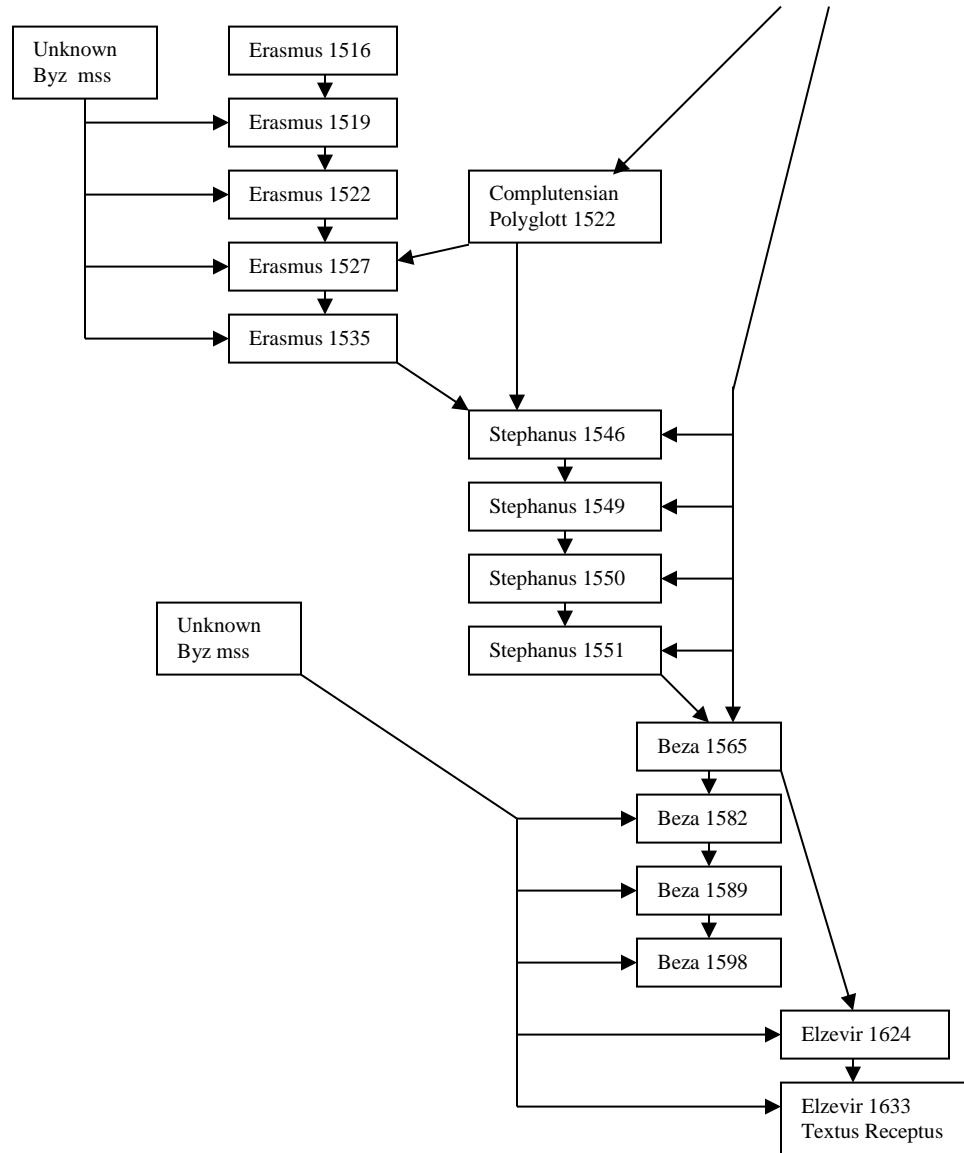 Unknown
Byz mss
Erasmus 1516
Erasmus 1519
Erasmus 1522
Complutensian
Polyglott 1522
Erasmus 1527
Erasmus 1535
Stephanus 1546
Stephanus 1549
Stephanus 1550
Unknown
Byz mss
Stephanus 1551
Beza 1565
Beza 1582
Beza 1589
Beza 1598
Elzevir 1624
Elzevir 1633
Textus Receptus